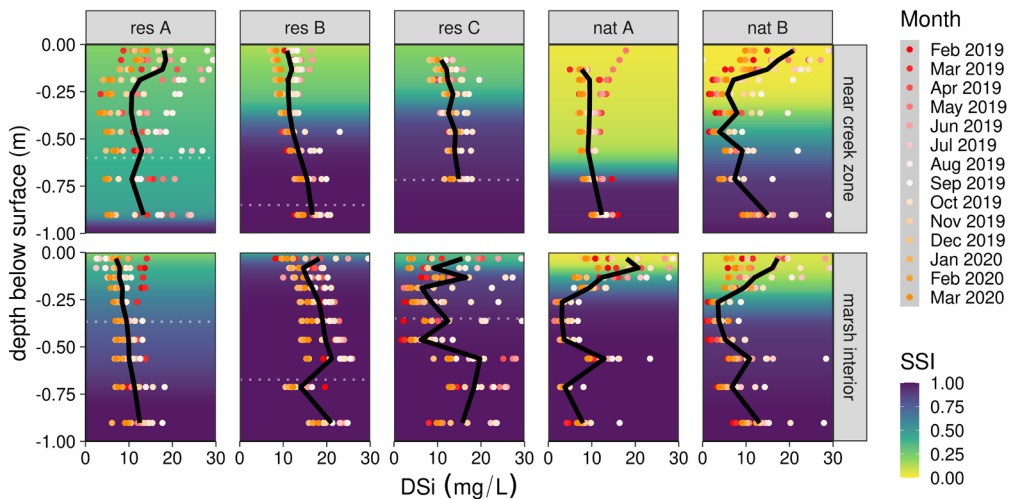 res A res B res C nat A nat B
0.00
-0.25
-0.50
-0.75
-1.00
near creek zone
0.00
-0.25
-0.50
-0.75
-1.00
marsh interior
depth below surface (m)
0 10 20 30 0 10 20 30 0 10 20 30 0 10 20 30 0 10 20 30
DSi (mg/L)
Month
Feb 2019
Mar 2019
Apr 2019
May 2019
Jun 2019
Jul 2019
Aug 2019
Sep 2019
Oct 2019
Nov 2019
Dec 2019
Jan 2020
Feb 2020
Mar 2020
SSI
1.00
0.75
0.50
0.25
0.00